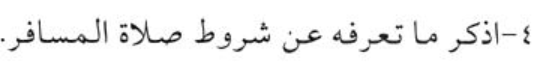 ٤-اذكر ما تعرفه عن شروط صلاة المسافر.